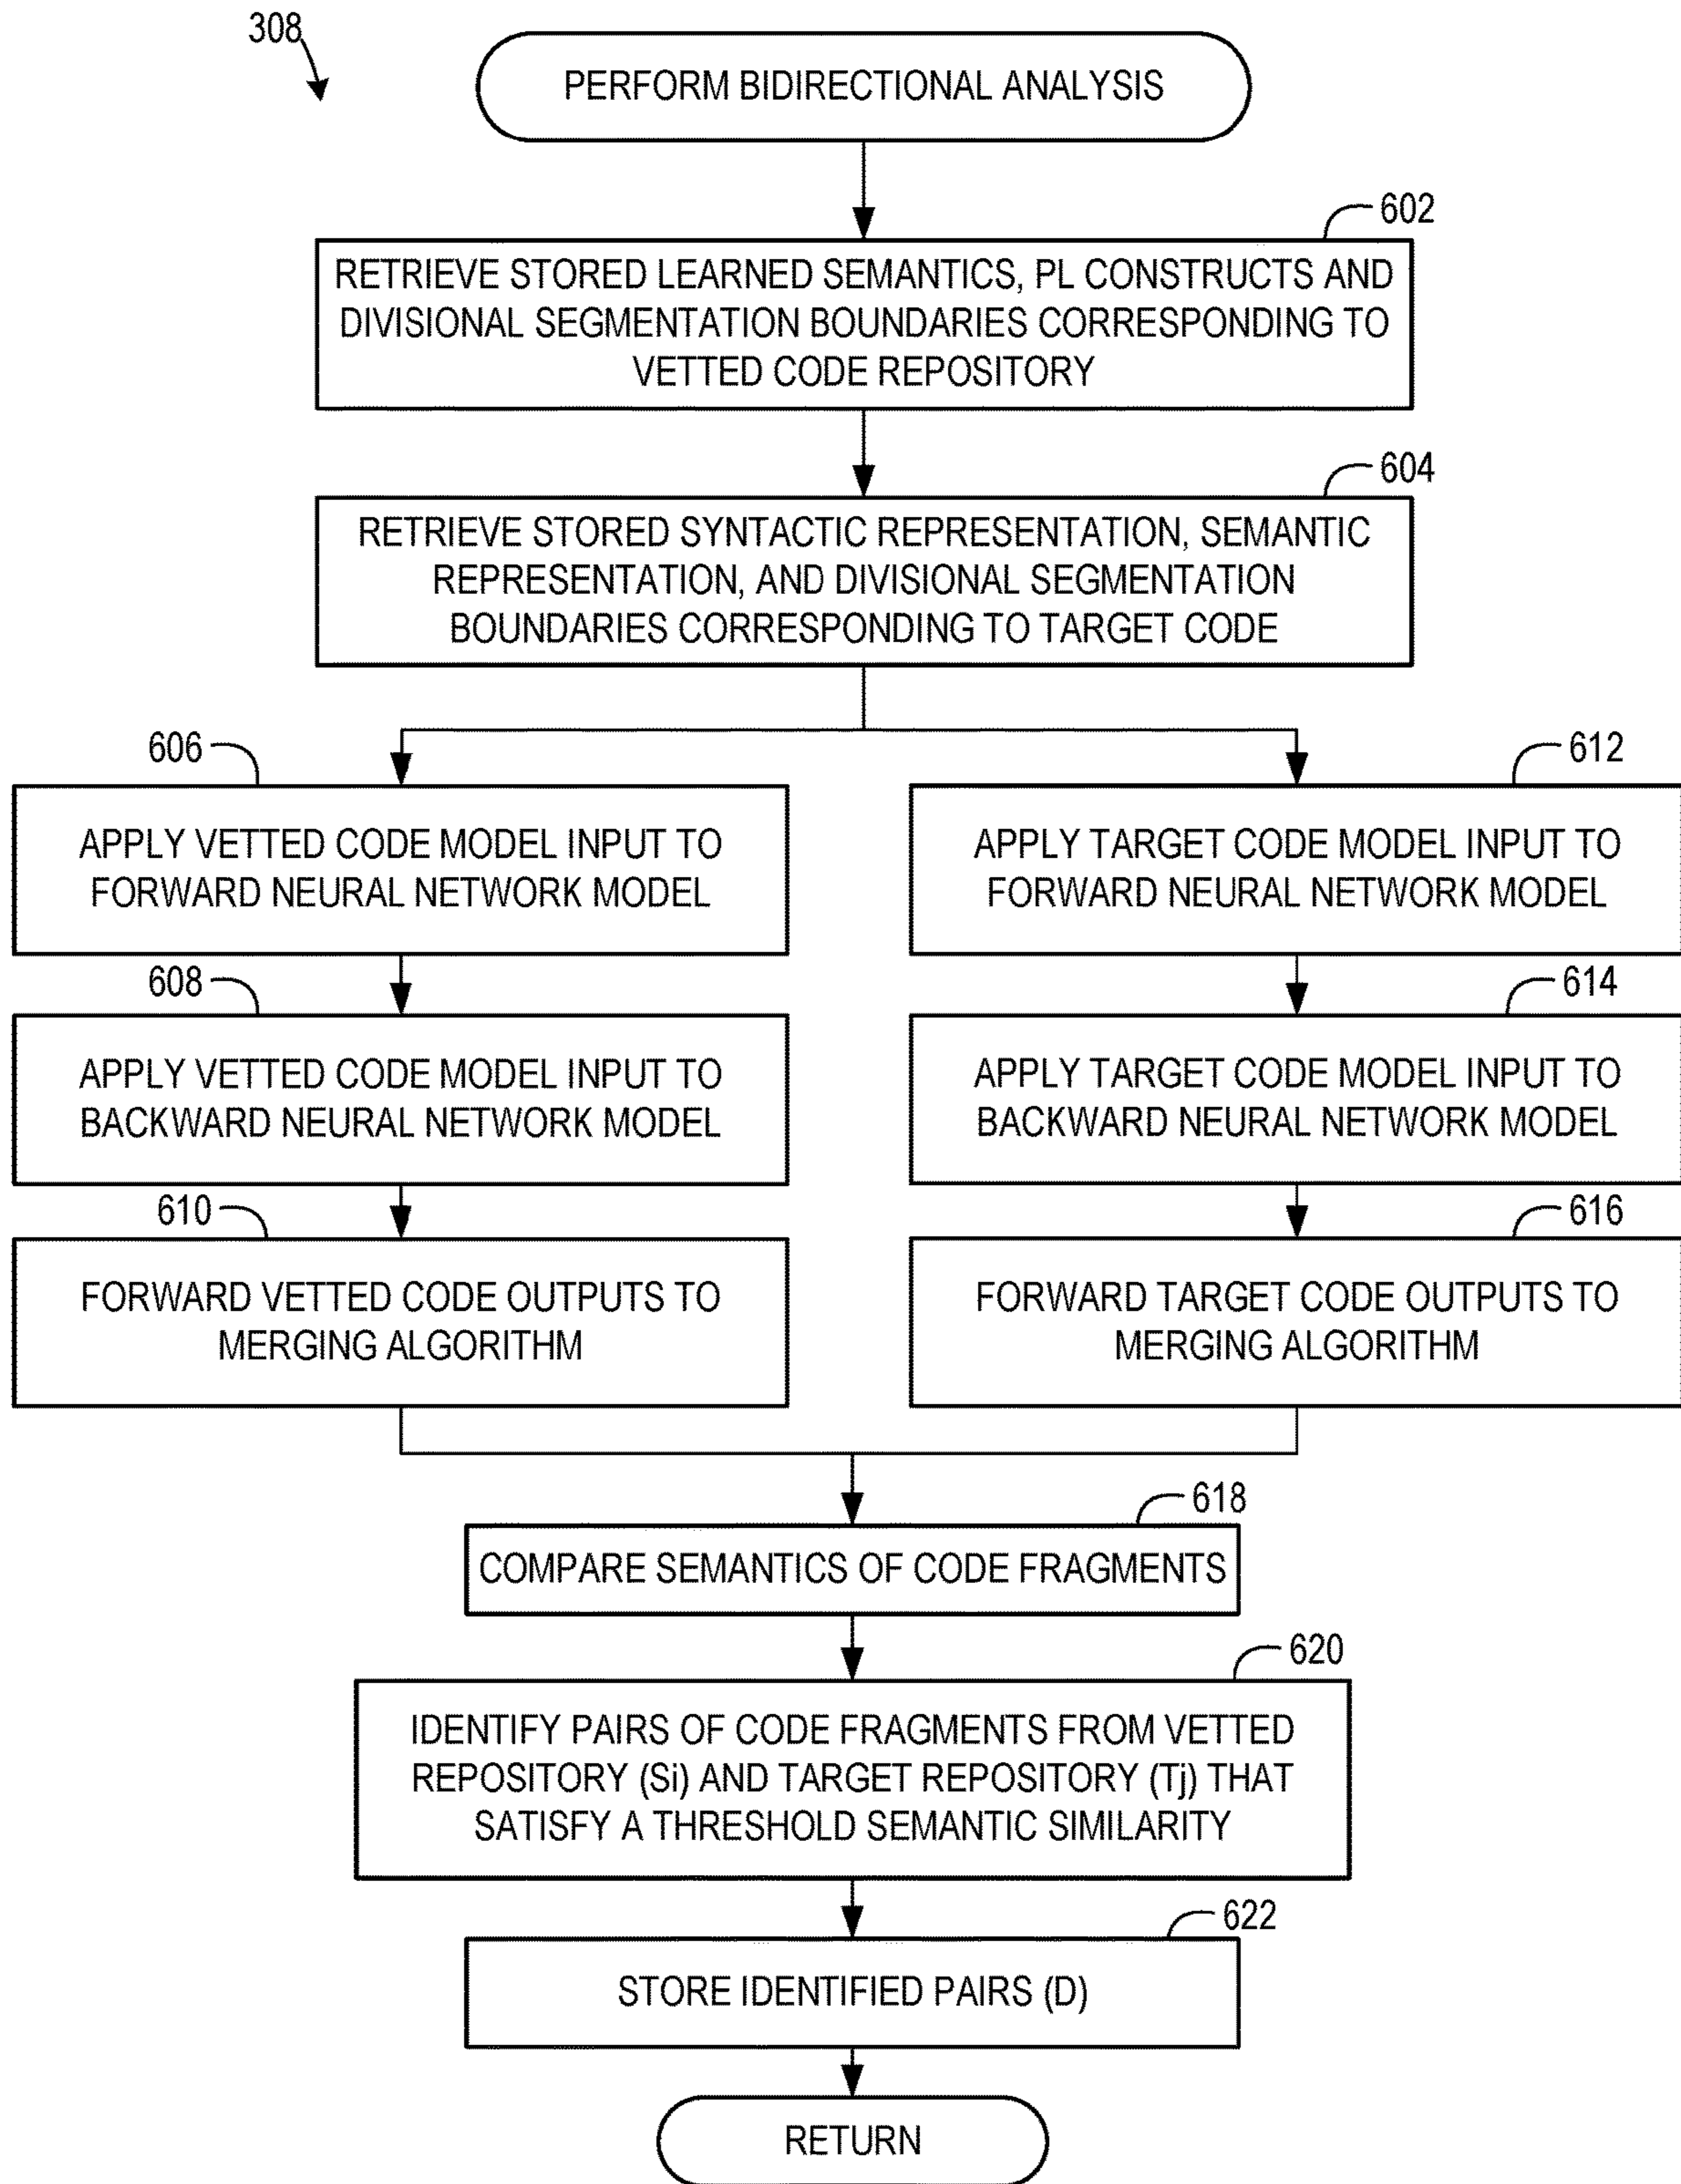 308
PERFORM BIDIRECTIONAL ANALYSIS
602
RETRIEVE STORED LEARNED SEMANTICS, PL CONSTRUCTS AND
DIVISIONAL SEGMENTATION BOUNDARIES CORRESPONDING TO
VETTED CODE REPOSITORY
604
RETRIEVE STORED SYNTACTIC REPRESENTATION, SEMANTIC
REPRESENTATION, AND DIVISIONAL SEGMENTATION
BOUNDARIES CORRESPONDING TO TARGET CODE
606
APPLY VETTED CODE MODEL INPUT TO
FORWARD NEURAL NETWORK MODEL
608
APPLY VETTED CODE MODEL INPUT TO
BACKWARD NEURAL NETWORK MODEL
610
FORWARD VETTED CODE OUTPUTS TO
MERGING ALGORITHM
612
APPLY TARGET CODE MODEL INPUT TO
FORWARD NEURAL NETWORK MODEL
614
APPLY TARGET CODE MODEL INPUT TO
BACKWARD NEURAL NETWORK MODEL
616
FORWARD TARGET CODE OUTPUTS TO
MERGING ALGORITHM
618
COMPARE SEMANTICS OF CODE FRAGMENTS
620
IDENTIFY PAIRS OF CODE FRAGMENTS FROM VETTED
REPOSITORY (Si) AND TARGET REPOSITORY (Tj) THAT
SATISFY A THRESHOLD SEMANTIC SIMILARITY
622
STORE IDENTIFIED PAIRS (D)
RETURN